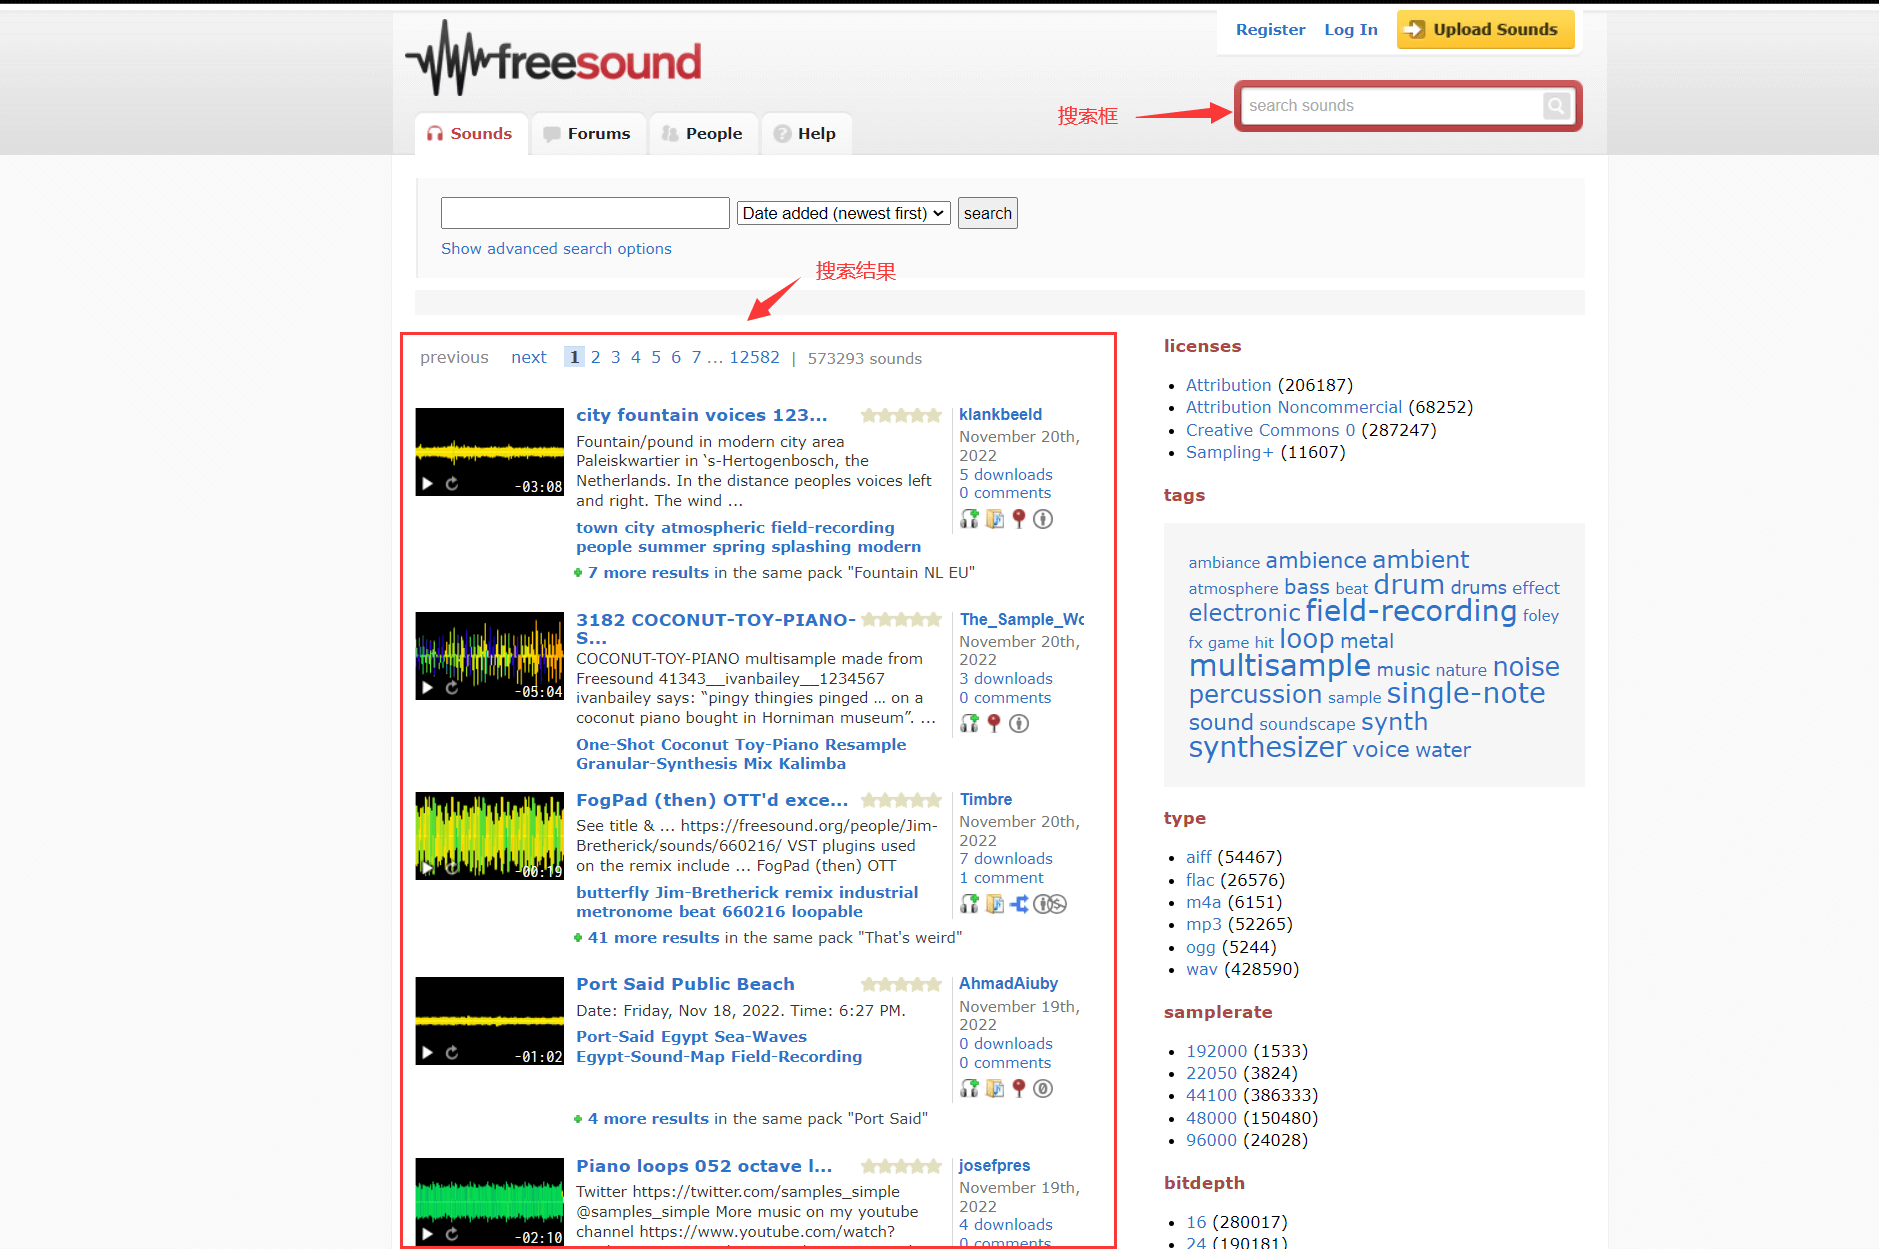 freesound
Register Log In Upload Sounds
搜索框
search sounds
Sounds Forums People Help
Date added (newest first) search
Show advanced search options
搜索结果
previous next 1 2 3 4 5 6 7 ... 12582 | 573293 sounds
city fountain voices 123...
Fountain/pound in modern city area
Paleiskwartier in ‘s-Hertogenbosch, the
Netherlands. In the distance peoples voices left
and right. The wind ...
-03:08
town city atmospheric field-recording
people summer spring splashing modern
7 more results in the same pack "Fountain NL EU"
klankbeeld
November 20th,
2022
5 downloads
0 comments
3182 COCONUT-TOY-PIANO-
S...
COCONUT-TOY-PIANO multisample made from
Freesound 41343__ivanbailey__1234567
ivanbailey says: “pingy thingies pinged … on a
coconut piano bought in Horniman museum”. ...
-05:04
One-Shot Coconut Toy-Piano Resample
Granular-Synthesis Mix Kalimba
The_Sample_Wo
November 20th,
2022
3 downloads
0 comments
FogPad (then) OTT'd exce...
See title & ... https://freesound.org/people/Jim-
Bretherick/sounds/660216/ VST plugins used
on the remix include ... FogPad (then) OTT
-00:19
butterfly Jim-Bretherick remix industrial
metronome beat 660216 loopable
41 more results in the same pack "That's weird"
Timbre
November 20th,
2022
7 downloads
1 comment
Port Said Public Beach
Date: Friday, Nov 18, 2022. Time: 6:27 PM.
Port-Said Egypt Sea-Waves
Egypt-Sound-Map Field-Recording
-01:02
4 more results in the same pack "Port Said"
AhmadAiuby
November 19th,
2022
0 downloads
0 comments
Piano loops 052 octave l...
Twitter https://twitter.com/samples_simple
@samples_simple More music on my youtube
channel https://www.youtube.com/watch?
-02:10
josefpres
November 19th,
2022
4 downloads
0 comments
licenses
Attribution (206187)
Attribution Noncommercial (68252)
Creative Commons 0 (287247)
Sampling+ (11607)
tags
ambiance ambience ambient
atmosphere bass beat drum drums effect
electronic field-recording foley
fx game hit loop metal
multisample music nature noise
percussion sample single-note
sound soundscape synth
synthesizer voice water
type
aiff (54467)
flac (26576)
m4a (6151)
mp3 (52265)
ogg (5244)
wav (428590)
samplerate
192000 (1533)
22050 (3824)
44100 (386333)
48000 (150480)
96000 (24028)
bitdepth
16 (280017)
24 (190181)